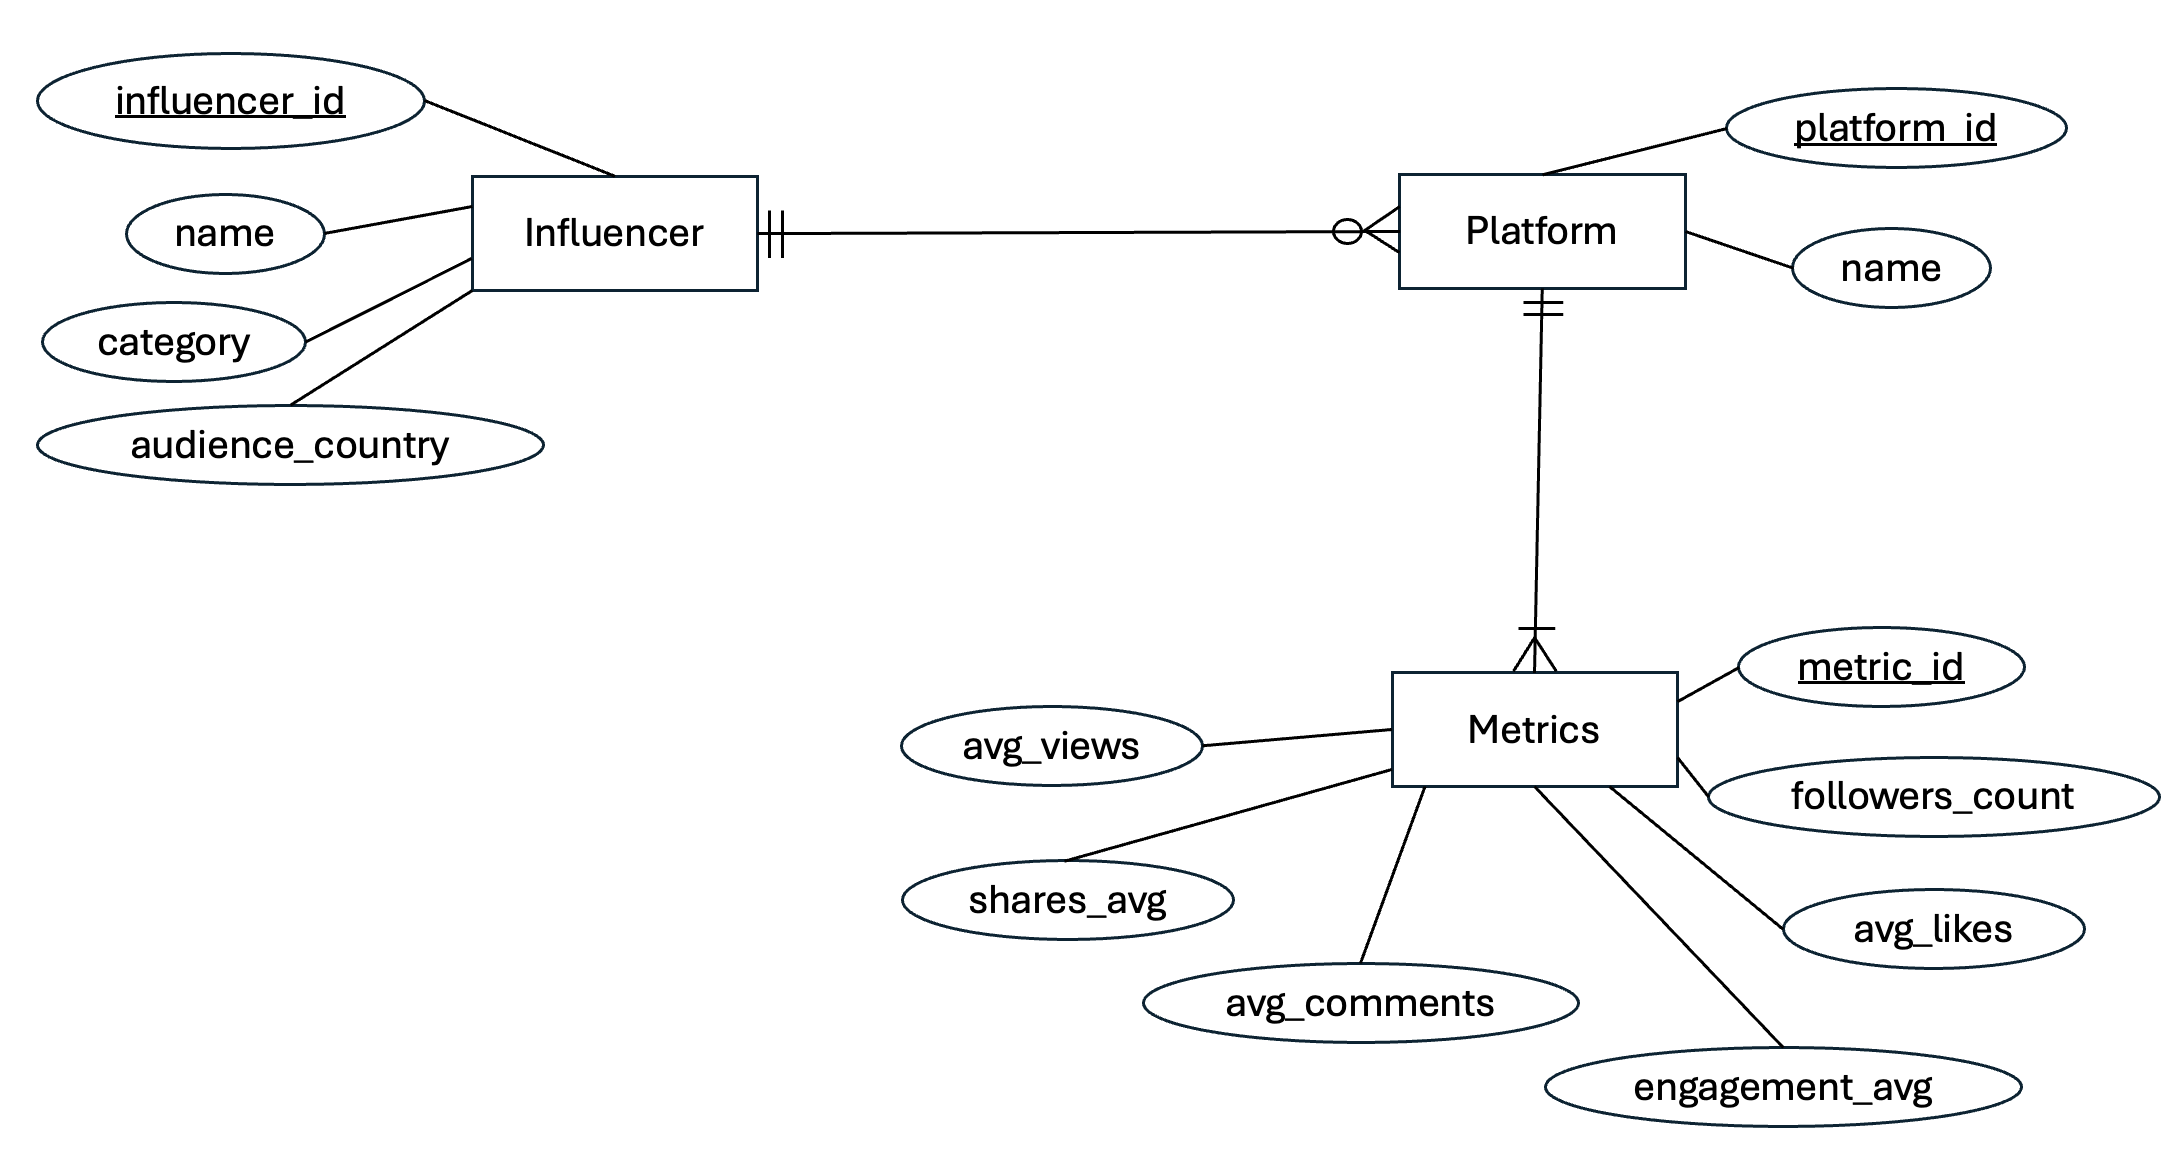 influencer_id
name
category
audience_country
Influencer
Platform
platform_id
name
Metrics
metric_id
followers_count
avg_likes
engagement_avg
avg_comments
shares_avg
avg_views